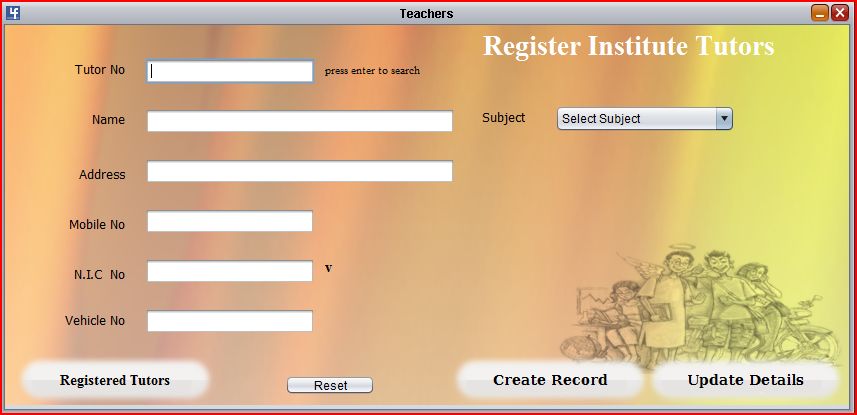 Teachers
Register Institute Tutors
Tutor No
press enter to search
Name
Subject
Select Subject
Address
Mobile No
N.I.C No
v
Vehicle No
Registered Tutors
Reset
Create Record
Update Details